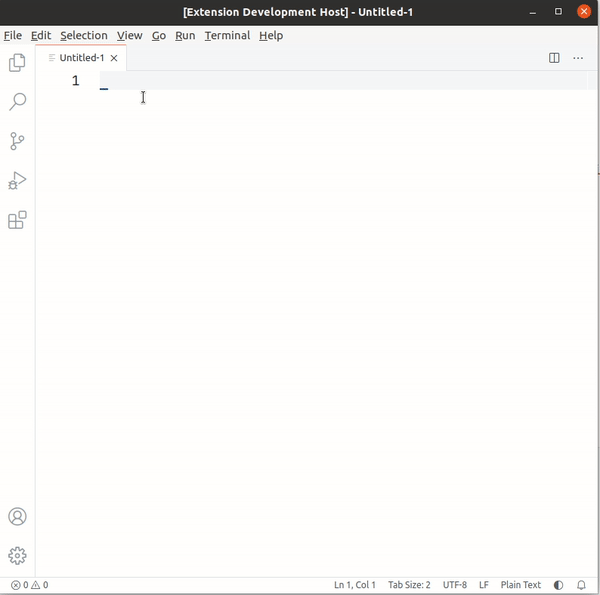 [Extension Development Host] - Untitled-1
File Edit Selection View Go Run Terminal Help
Untitled-1
1
0 0 Ln 1, Col 1 Tab Size: 2 UTF-8 LF Plain Text